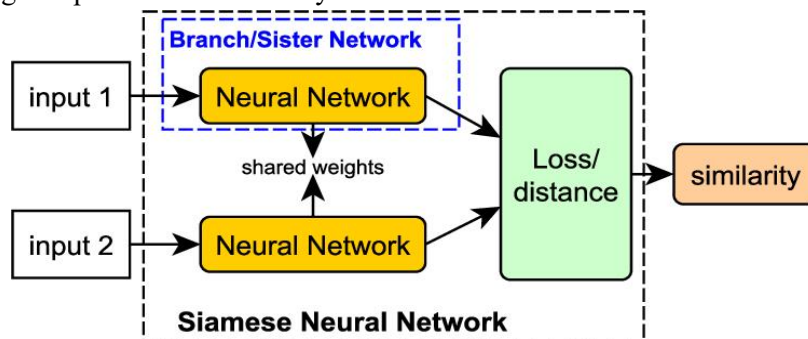 Branch/Sister Network
input 1
Neural Network
shared weights
Loss/
distance
similarity
input 2
Neural Network
Siamese Neural Network